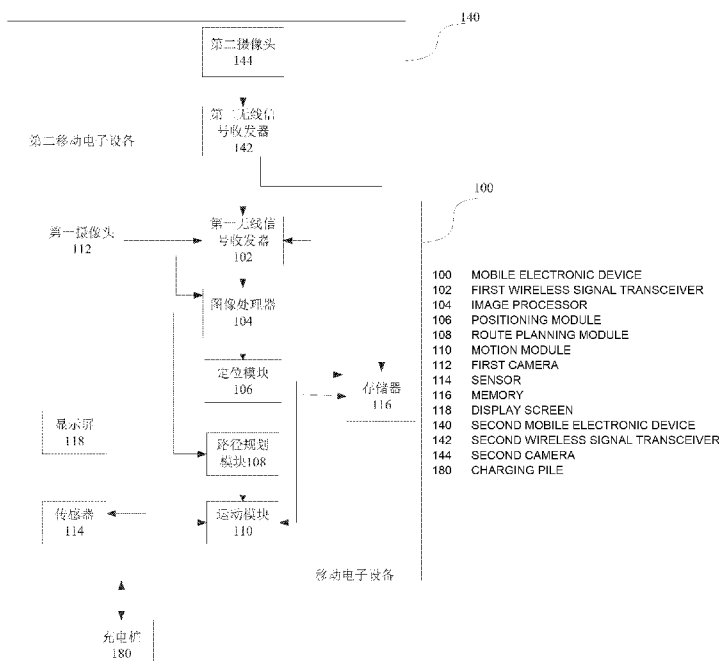 140
第二摄像头
144
第二无线信
号收发器
142
第二移动电子设备
100
第一摄像头
112
第一无线信
号收发器
102
图像处理器
104
定位模块
106
存储器
116
显示屏
118
路径规划
模块108
传感器
114
运动模块
110
移动电子设备
充电桩
180
100 MOBILE ELECTRONIC DEVICE
102 FIRST WIRELESS SIGNAL TRANSCEIVER
104 IMAGE PROCESSOR
106 POSITIONING MODULE
108 ROUTE PLANNING MODULE
110 MOTION MODULE
112 FIRST CAMERA
114 SENSOR
116 MEMORY
118 DISPLAY SCREEN
140 SECOND MOBILE ELECTRONIC DEVICE
142 SECOND WIRELESS SIGNAL TRANSCEIVER
144 SECOND CAMERA
180 CHARGING PILE